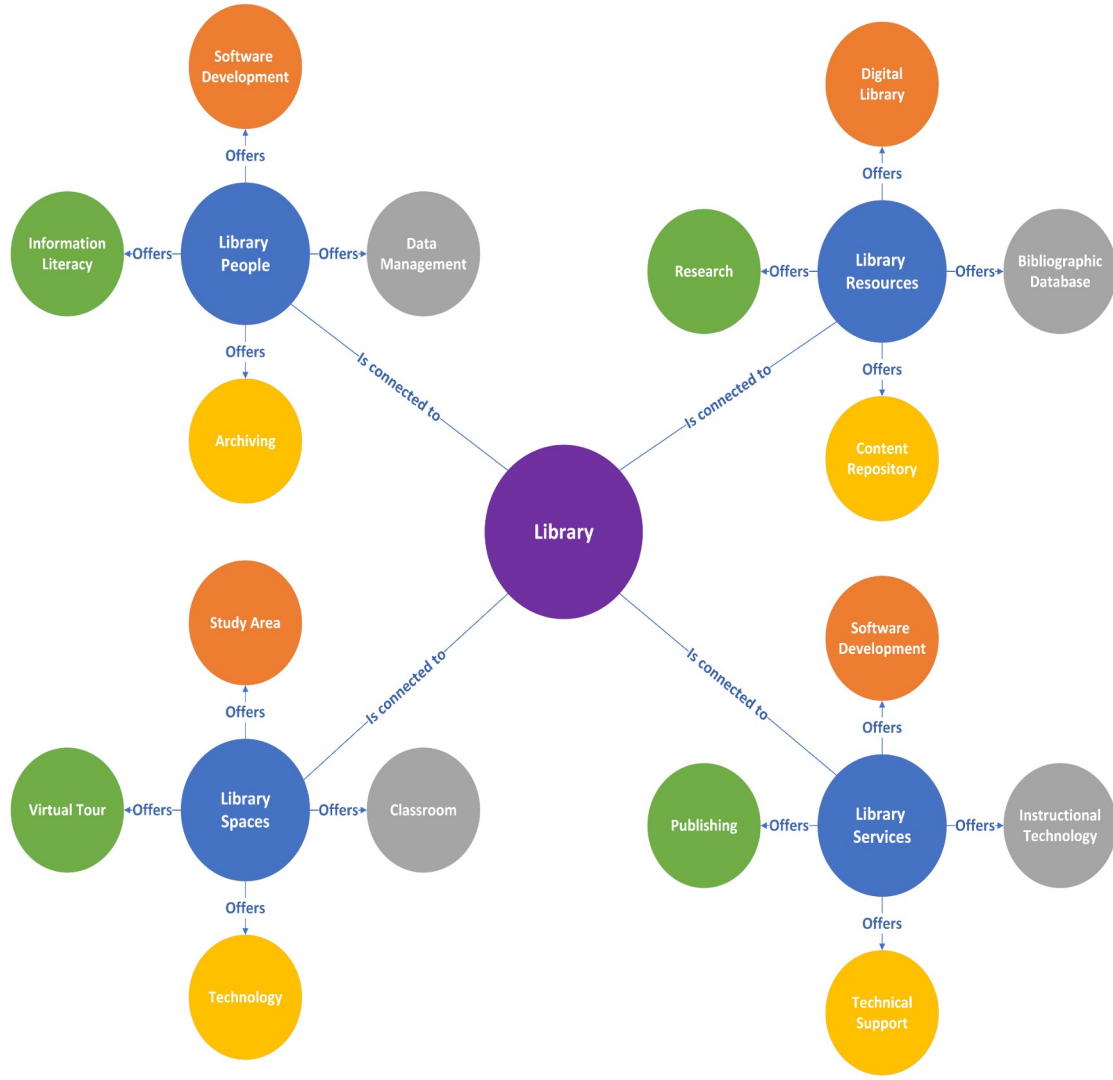 Software
Development
Offers
Information
Literacy
Offers
Library
People
Offers
Data
Management
Offers
Archiving
Is connected to
Digital
Library
Offers
Research
Offers
Library
Resources
Offers
Bibliographic
Database
Offers
Content
Repository
Is connected to
Library
Study Area
Offers
Virtual Tour
Offers
Library
Spaces
Offers
Classroom
Offers
Technology
Is connected to
Software
Development
Offers
Publishing
Offers
Library
Services
Offers
Instructional
Technology
Offers
Technical
Support
Is connected to